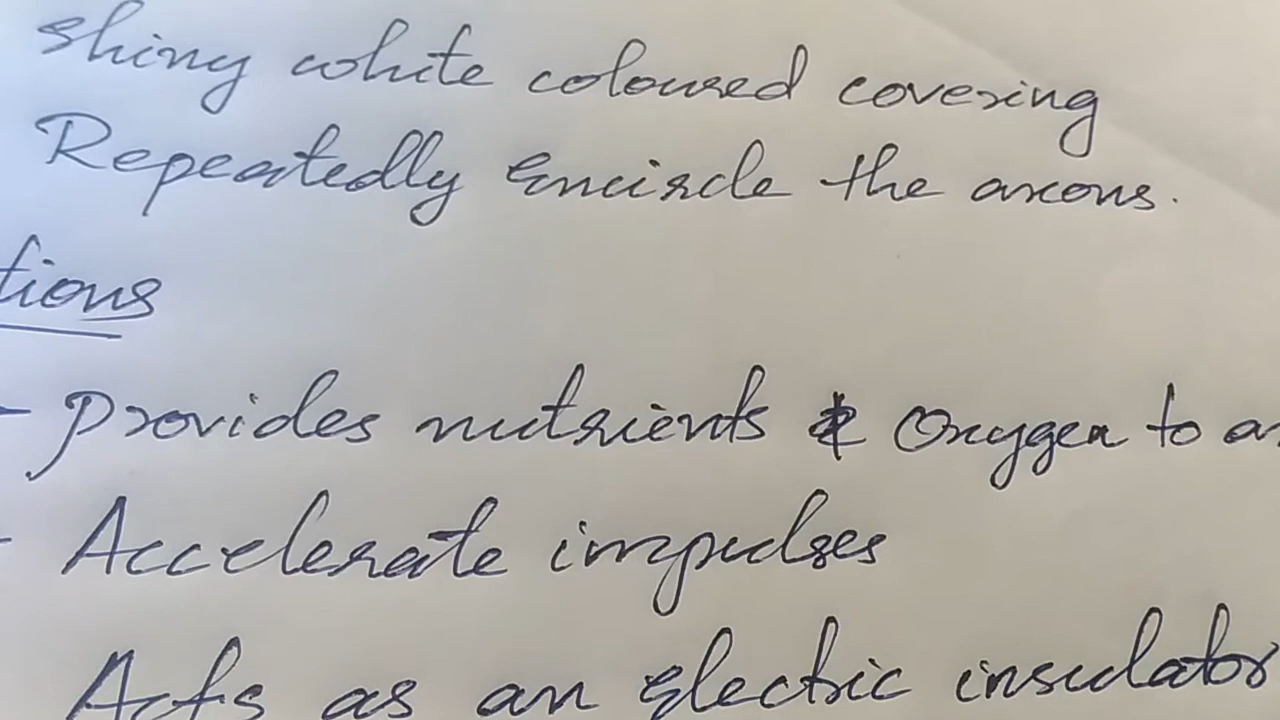 shiny white coloured covering
Repeatedly Encircle the axons.
tions
- Provides nutrients & Oxygen to a
- Accelerate impulses
Acts as an electric insulator